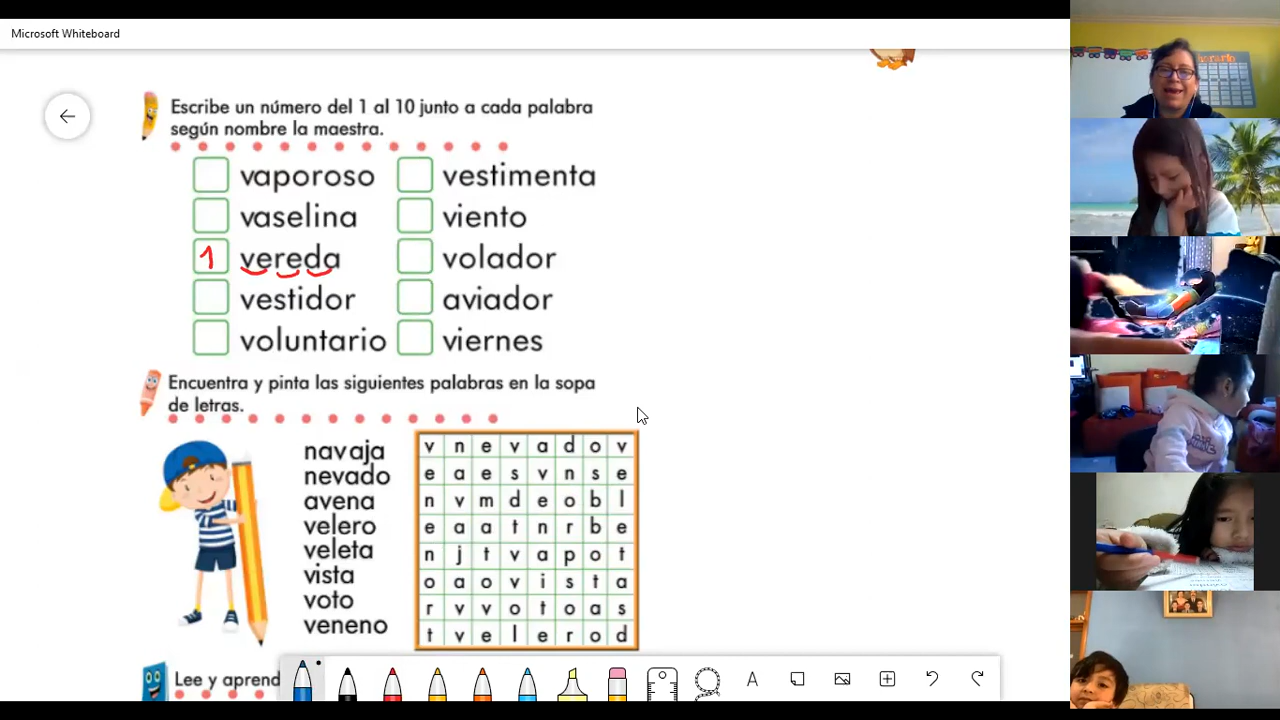 Microsoft Whiteboard
Escribe un número del 1 al 10 junto a cada palabra
según nombre la maestra.
vaporoso vestimenta
vaselina viento
1 vereda volador
vestidor aviador
voluntario viernes
Encuentra y pinta las siguientes palabras en la sopa
de letras.
navaja
nevado
avena
velero
veleta
vista
voto
veneno
v n e v a d o v
e a e s v n s e
n v m d e o b l
e a a t n r b e
n j t v a p o t
o a o v i s t a
r v v o t o a s
t v e l e r o d
Lee y aprend
A
horario